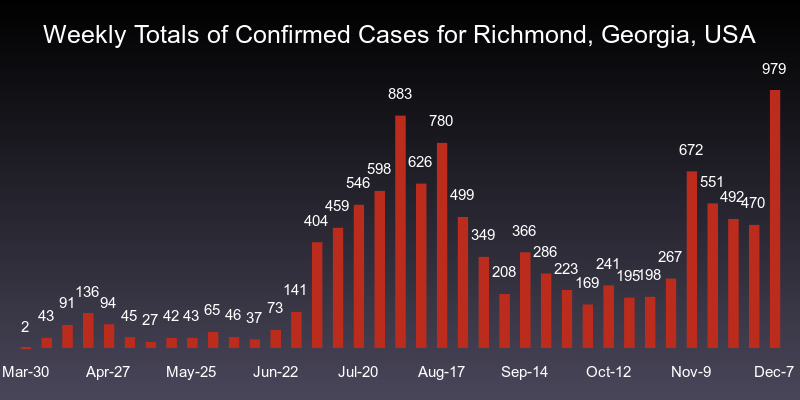 Weekly Totals of Confirmed Cases for Richmond, Georgia, USA
2 43 91 136 94 45 27 42 43 65 46 37 73 141 404 459 546 598 883 626 780 499 349 208 366 286 223 169 241 195 198 267 672 551 492 470 979
Mar-30 Apr-27 May-25 Jun-22 Jul-20 Aug-17 Sep-14 Oct-12 Nov-9 Dec-7